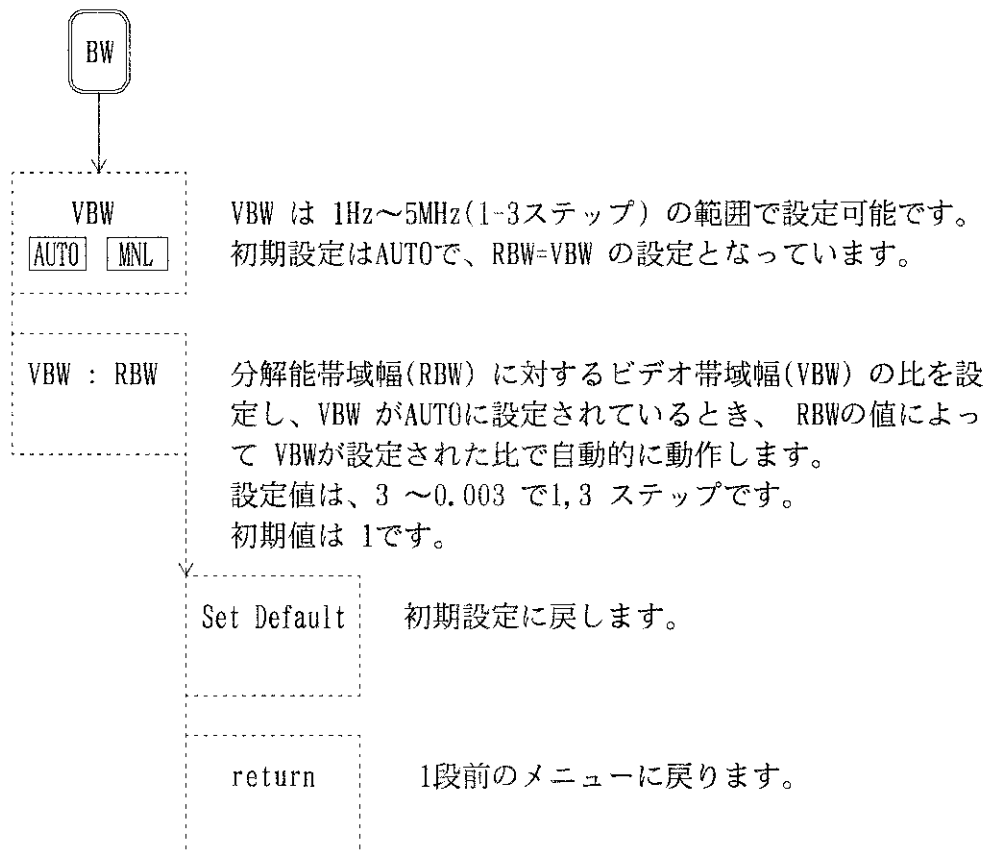 BW
VBW
AUTO MNL
VBW は 1Hz～5MHz(1-3ステップ) の範囲で設定可能です。
初期設定はAUTOで、RBW=VBW の設定となっています。
VBW : RBW
分解能帯域幅(RBW) に対するビデオ帯域幅(VBW) の比を設
定し、VBW がAUTOに設定されているとき、 RBWの値によっ
て VBWが設定された比で自動的に動作します。
設定値は、3 ～0.003 で1,3 ステップです。
初期値は 1です。
Set Default
初期設定に戻します。
return
1段前のメニューに戻ります。